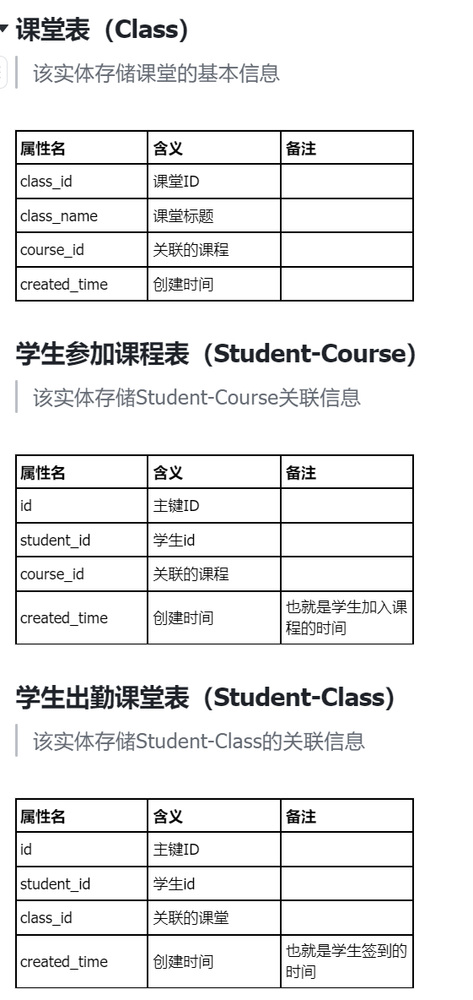 课堂表（Class）
该实体存储课堂的基本信息
属性名 含义 备注
class_id 课堂ID
class_name 课堂标题
course_id 关联的课程
created_time 创建时间
学生参加课程表（Student-Course）
该实体存储Student-Course关联信息
属性名 含义 备注
id 主键ID
student_id 学生id
course_id 关联的课程
created_time 创建时间 也就是学生加入课
程的时间
学生出勤课堂表（Student-Class）
该实体存储Student-Class的关联信息
属性名 含义 备注
id 主键ID
student_id 学生id
class_id 关联的课堂
created_time 创建时间 也就是学生签到的
时间